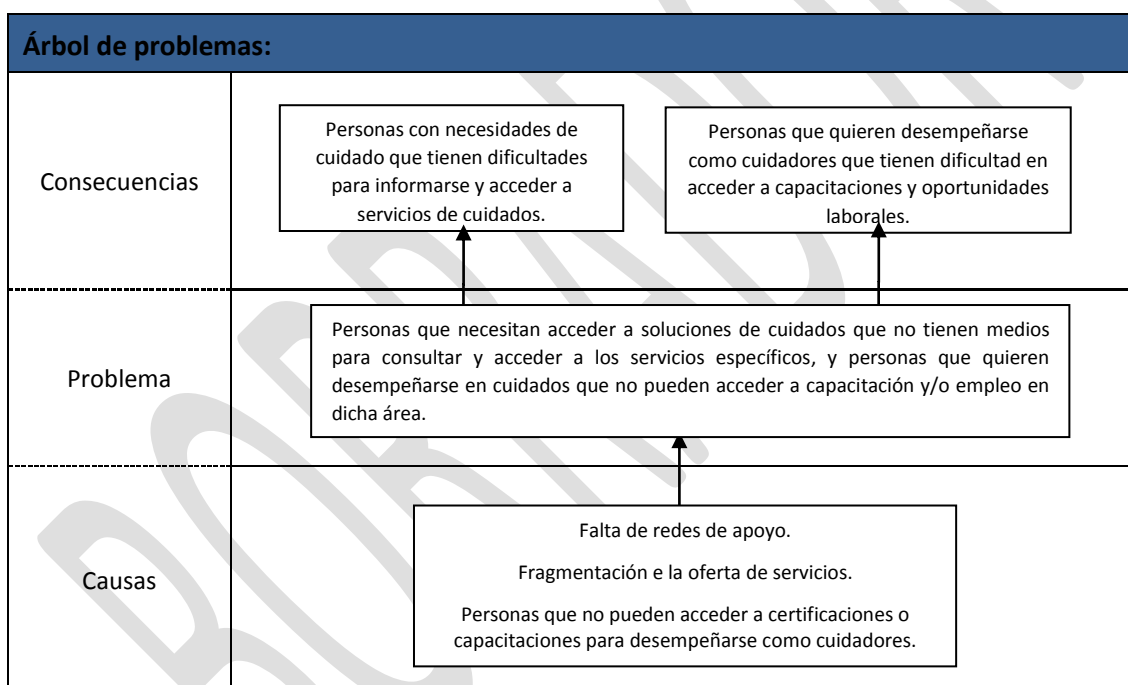 Árbol de problemas:
Consecuencias
Personas con necesidades de
cuidado que tienen dificultades
para informarse y acceder a
servicios de cuidados.
Personas que quieren desempeñarse
como cuidadores que tienen dificultad en
acceder a capacitaciones y oportunidades
laborales.
Problema
Personas que necesitan acceder a soluciones de cuidados que no tienen medios
para consultar y acceder a los servicios específicos, y personas que quieren
desempeñarse en cuidados que no pueden acceder a capacitación y/o empleo en
dicha área.
Causas
Falta de redes de apoyo.
Fragmentación e la oferta de servicios.
Personas que no pueden acceder a certificaciones o
capacitaciones para desempeñarse como cuidadores.